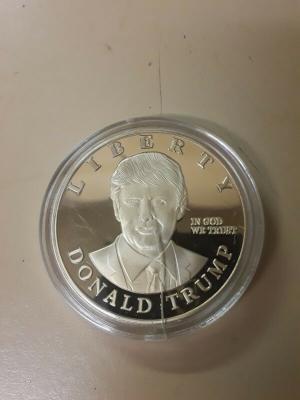 LIBERTY
IN GOD
WE TRUST
DONALD TRUMP